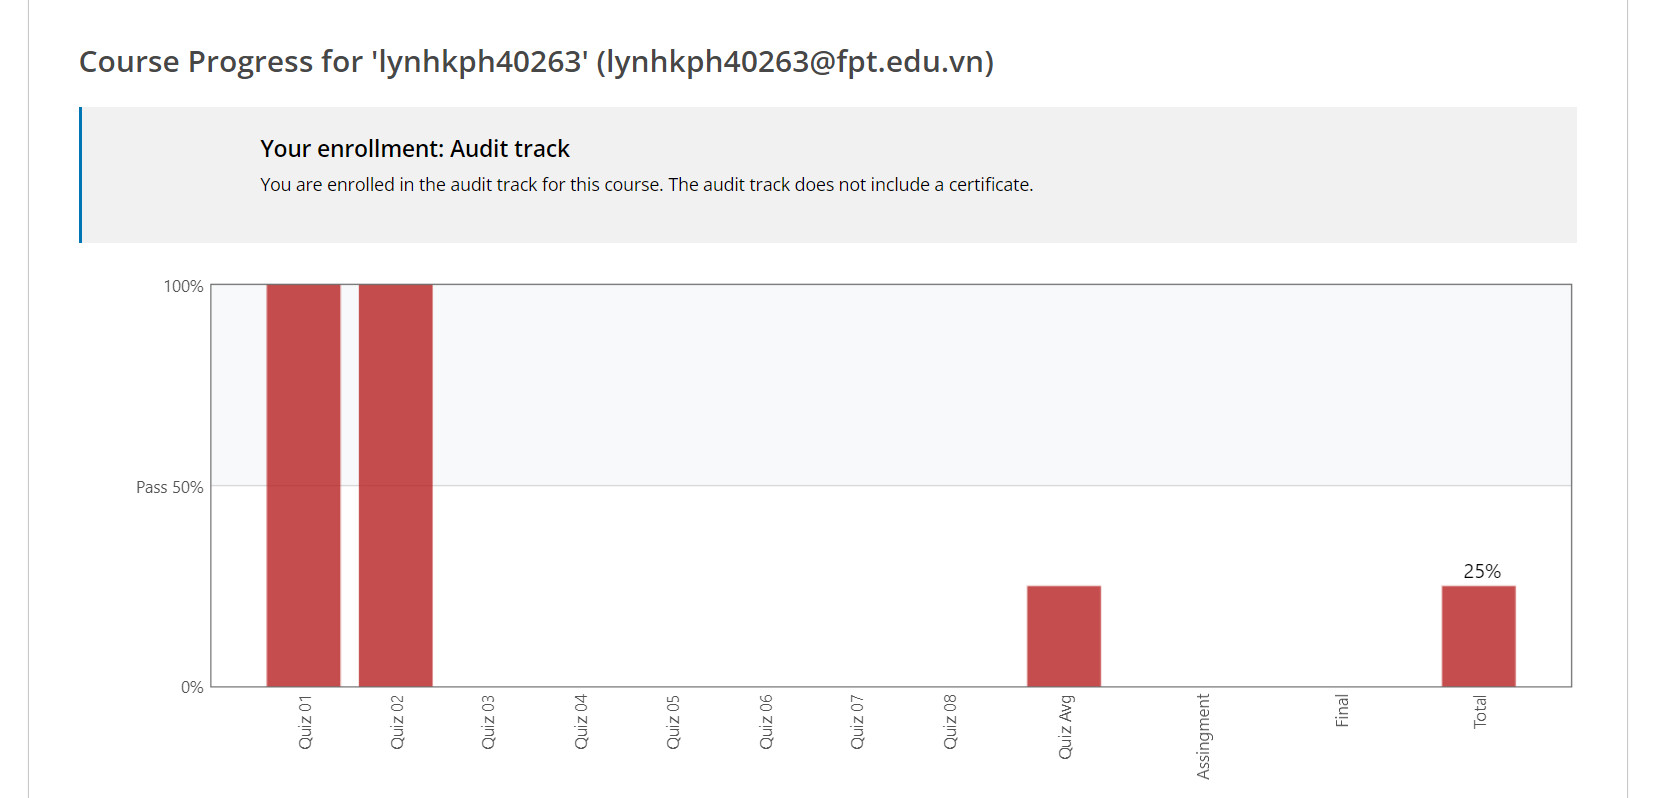 Course Progress for 'lynhkph40263' (lynhkph40263@fpt.edu.vn)
Your enrollment: Audit track
You are enrolled in the audit track for this course. The audit track does not include a certificate.
100%
Pass 50%
25%
0%
Quiz 01
Quiz 02
Quiz 03
Quiz 04
Quiz 05
Quiz 06
Quiz 07
Quiz 08
Quiz Avg
Assingment
Final
Total